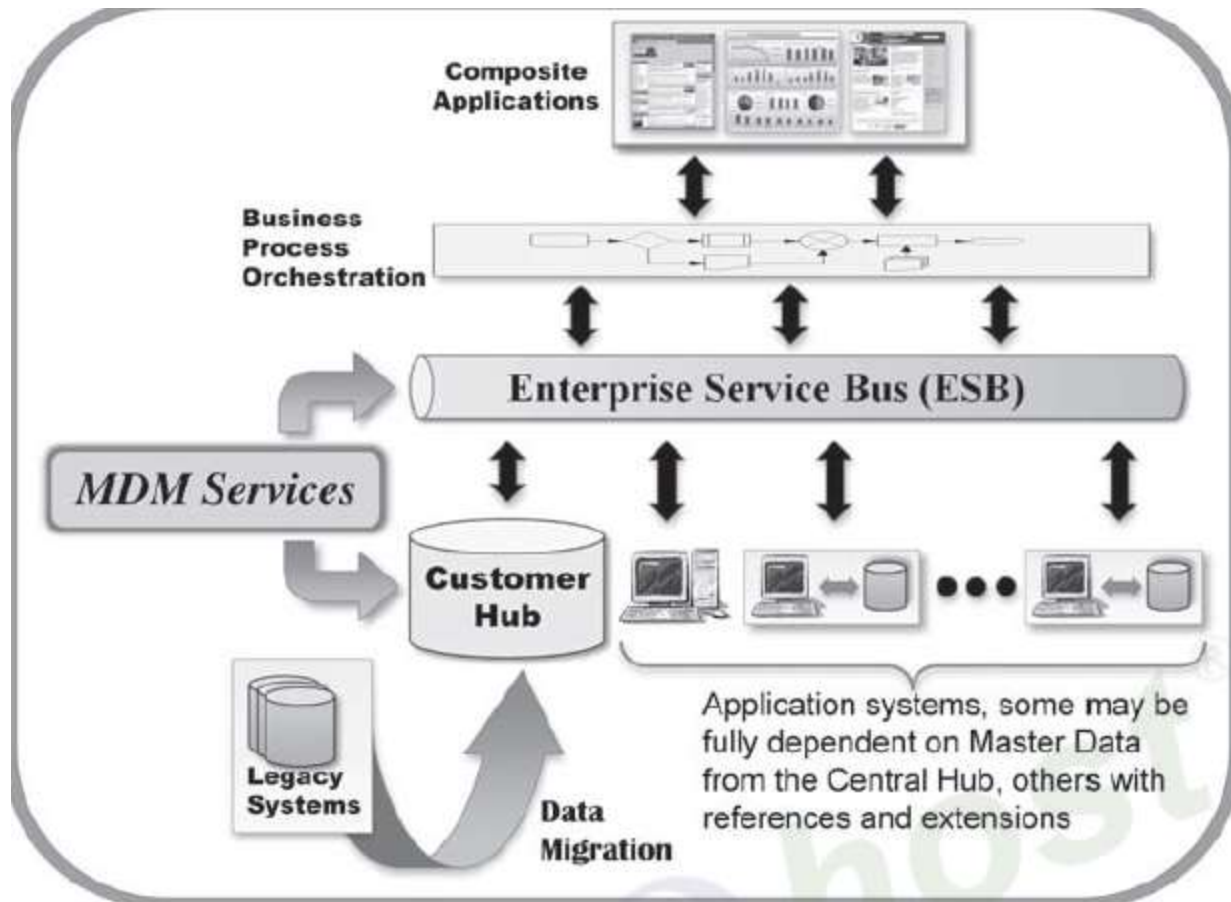 Composite
Applications
Business
Process
Orchestration
Enterprise Service Bus (ESB)
MDM Services
Customer
Hub
Legacy
Systems
Data
Migration
Application systems, some may be
fully dependent on Master Data
from the Central Hub, others with
references and extensions
host
®